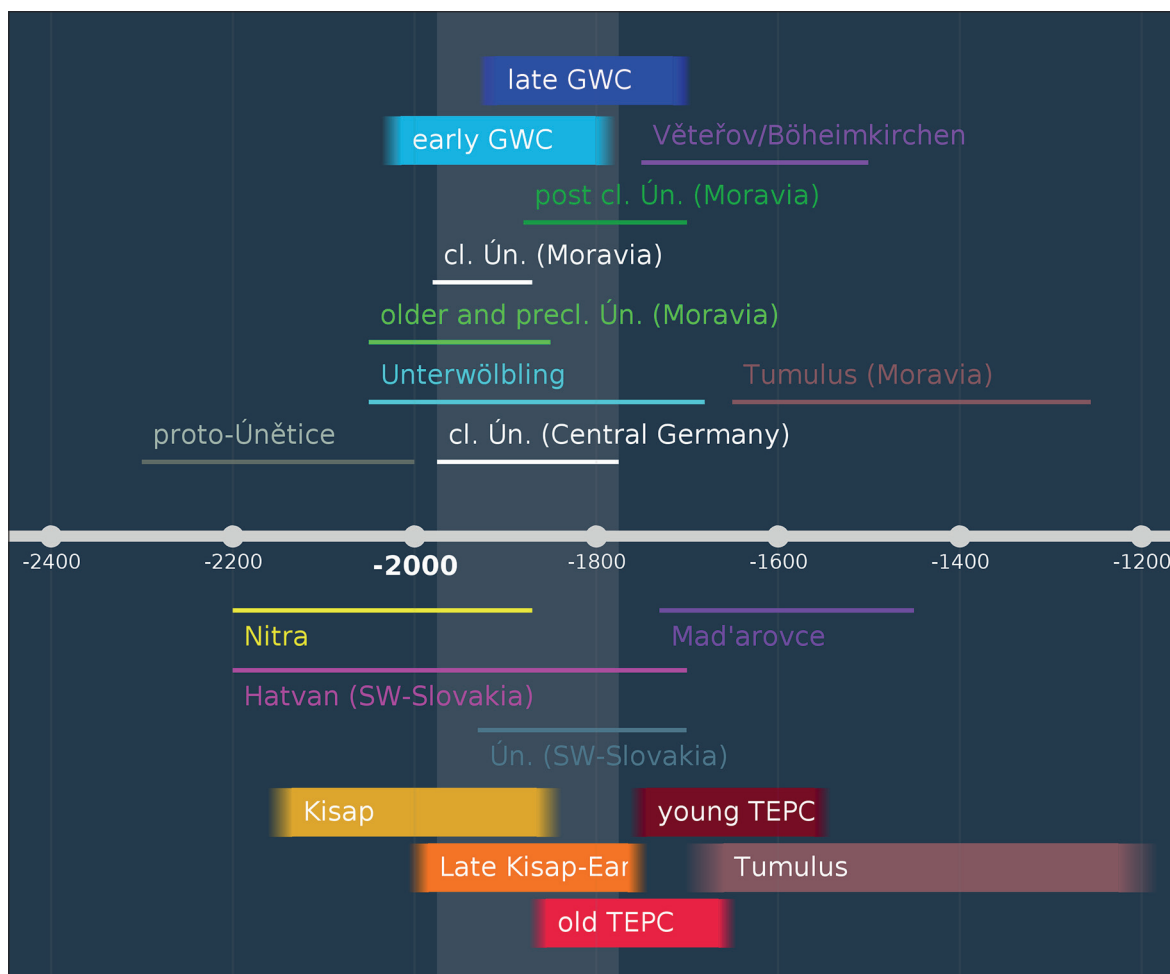 late GWC
early GWC
Věteřov/Böheimkirchen
post cl. Ún. (Moravia)
cl. Ún. (Moravia)
older and precl. Ún. (Moravia)
Unterwölbling
Tumulus (Moravia)
proto-Únětice
cl. Ún. (Central Germany)
-2400 -2200 -2000 -1800 -1600 -1400 -1200
Nitra
Mad'arovce
Hatvan (SW-Slovakia)
Ún. (SW-Slovakia)
Kisap
young TEPC
Late Kisap-Ear
Tumulus
old TEPC